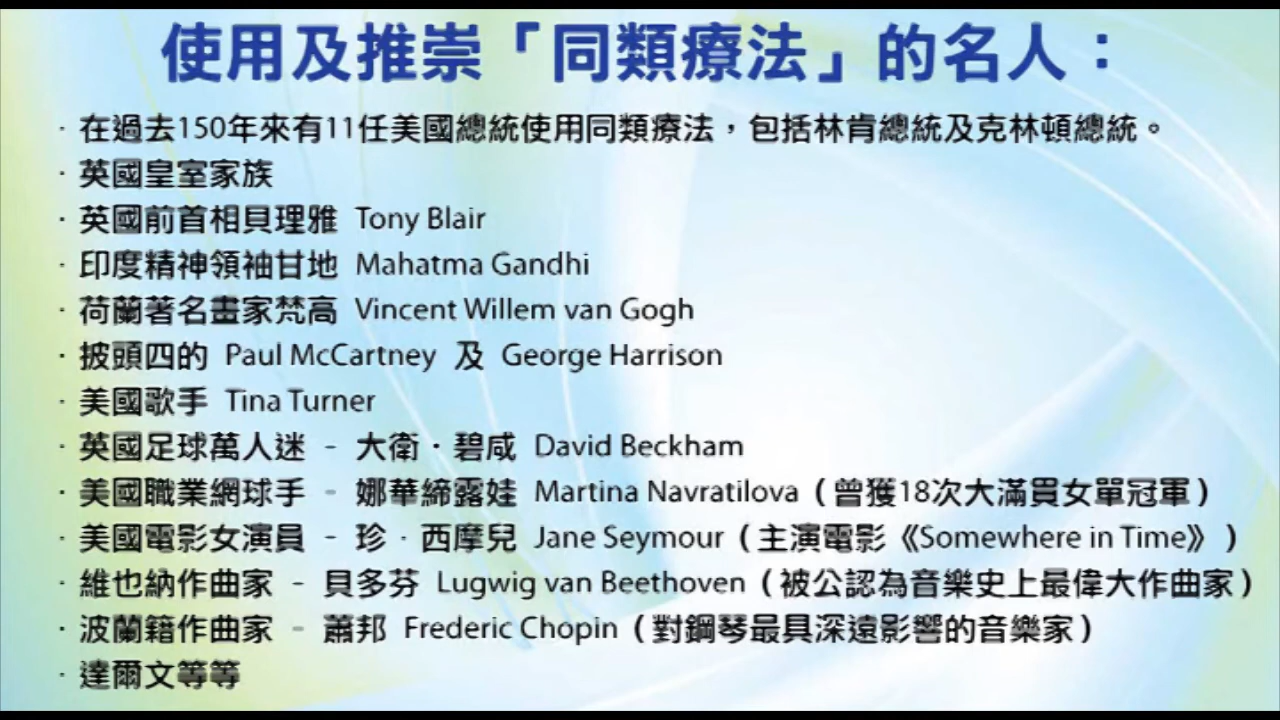 使用及推崇「同類療法」的名人：
· 在過去150年來有11任美國總統使用同類療法，包括林肯總統及克林頓總統。
· 英國皇室家族
· 英國前首相貝理雅 Tony Blair
· 印度精神領袖甘地 Mahatma Gandhi
· 荷蘭著名畫家梵高 Vincent Willem van Gogh
· 披頭四的 Paul McCartney 及 George Harrison
· 美國歌手 Tina Turner
· 英國足球萬人迷 - 大衛·碧咸 David Beckham
· 美國職業網球手 - 娜華締露娃 Martina Navratilova（曾獲18次大滿貫女單冠軍）
· 美國電影女演員 - 珍·西摩兒 Jane Seymour（主演電影《Somewhere in Time》）
· 維也納作曲家 - 貝多芬 Lugwig van Beethoven（被公認為音樂史上最偉大作曲家）
· 波蘭籍作曲家 - 蕭邦 Frederic Chopin（對鋼琴最具深遠影響的音樂家）
· 達爾文等等